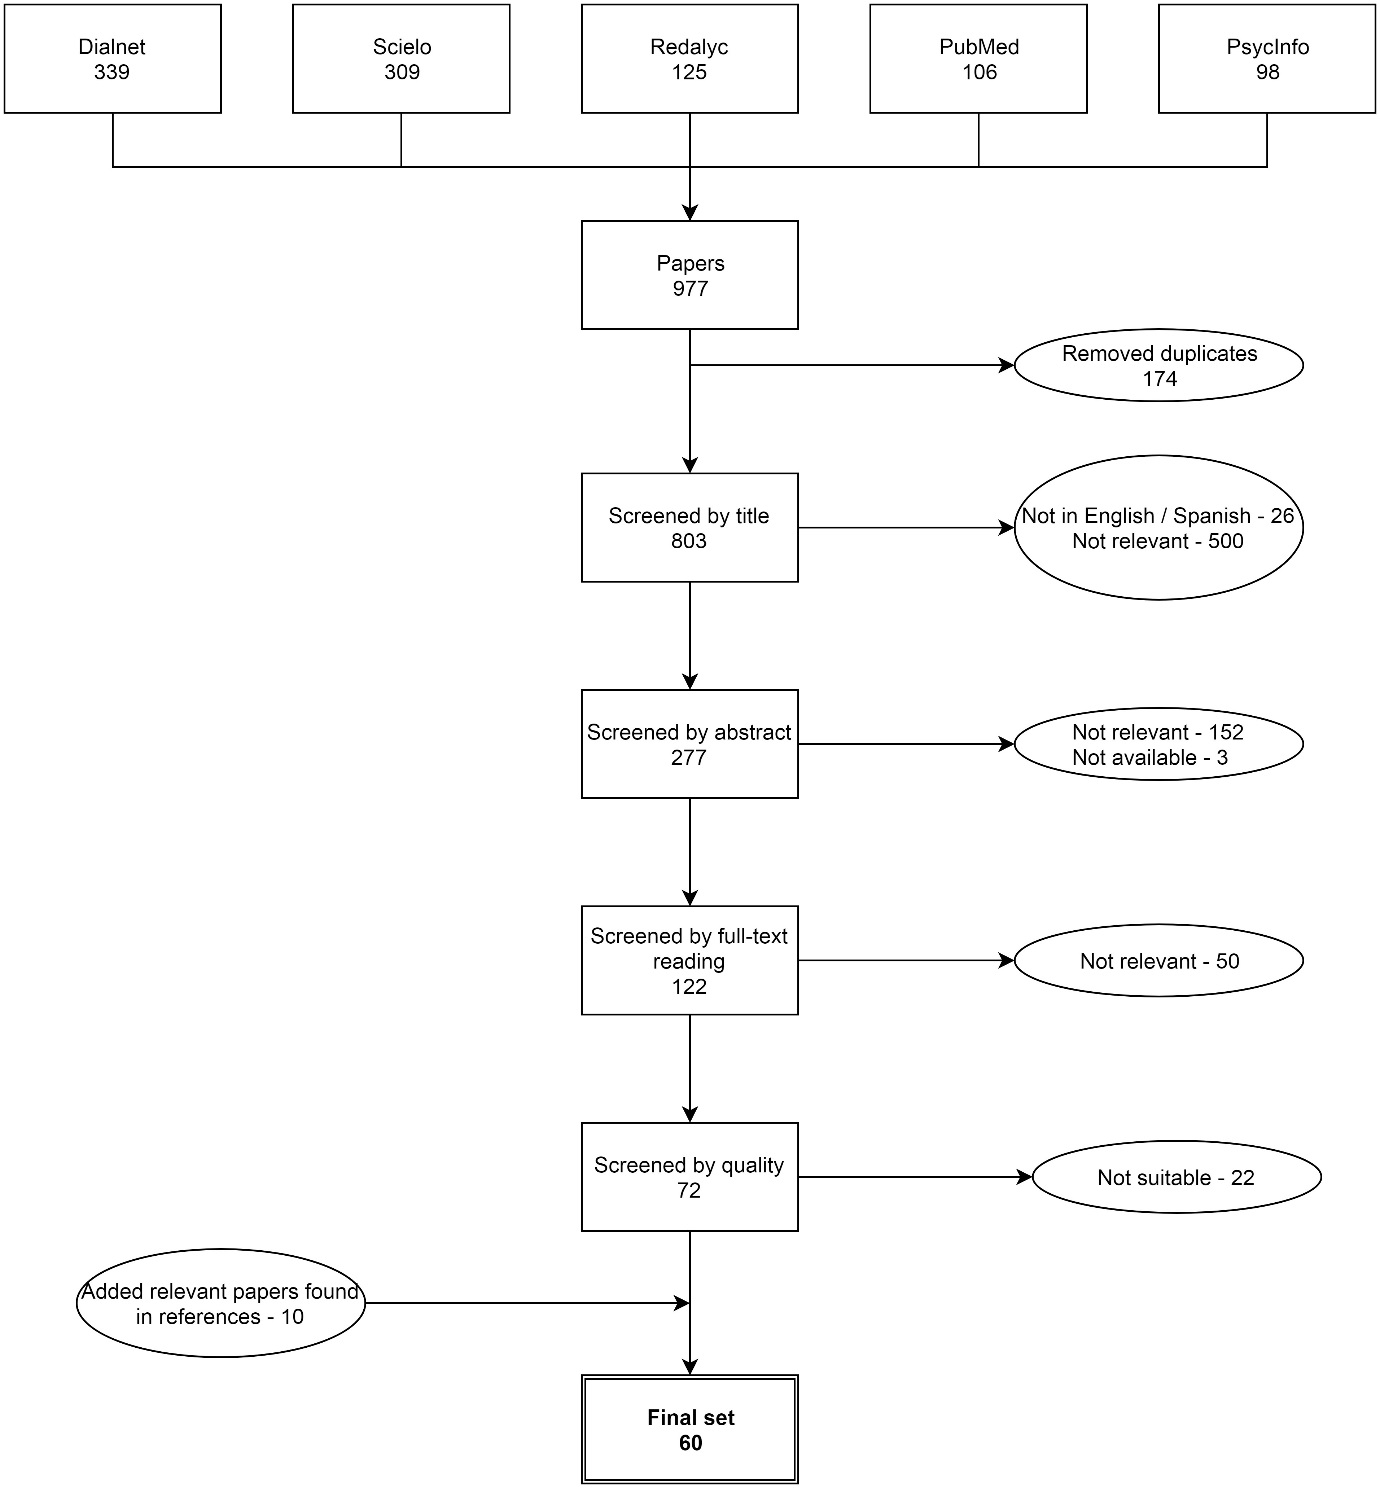 Dialnet
339
Scielo
309
Redalyc
125
PubMed
106
PsycInfo
98
Papers
977
Removed duplicates
174
Screened by title
803
Not in English / Spanish - 26
Not relevant - 500
Screened by abstract
277
Not relevant - 152
Not available - 3
Screened by full-text
reading
122
Not relevant - 50
Screened by quality
72
Not suitable - 22
Added relevant papers found
in references - 10
Final set
60